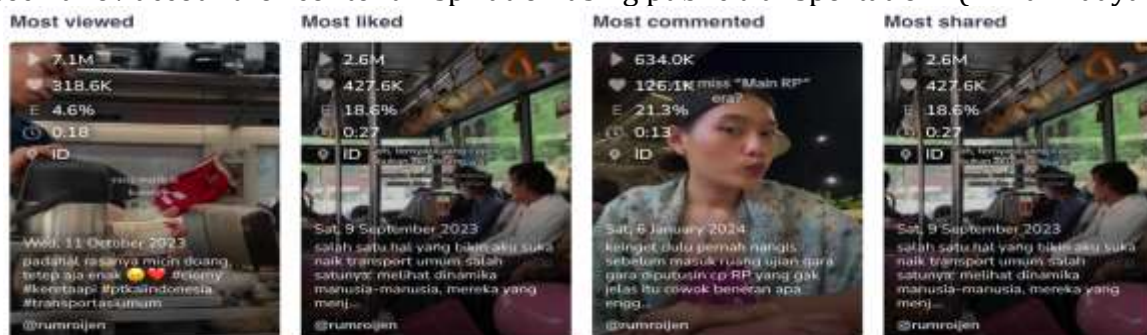 Most viewed
7.1M
318.6K
E 4.6%
0.18
ID
Wed, 11 October 2023
padahal rasanya micin doang,
tetep aja enak 😋❤️ #ciomy
#keretaapi #ptkaiindonesia
#transportasiumum
@rumroijen
Most liked
2.6M
427.6K
E 18.6%
0:27
ID
Sat, 9 September 2023
salah satu hal yang bikin aku suka
naik transport umum salah
satunya: melihat dinamika
manusia-manusia, mereka yang
menj...
@rumroijen
Most commented
634.0K
126.1K
miss "Main RP"
era?
E 21.3%
0:13
ID
Sat, 6 January 2024
keinget dulu pernah nangis
sebelum masuk ruang ujian gara
gara diputusin cp RP yang gak
jelas itu cowok beneran apa
engg...
@rumroijen
Most shared
2.6M
427.6K
E 18.6%
0:27
ID
Sat, 9 September 2023
salah satu hal yang bikin aku suka
naik transport umum salah
satunya: melihat dinamika
manusia-manusia, mereka yang
menj...
@rumroijen